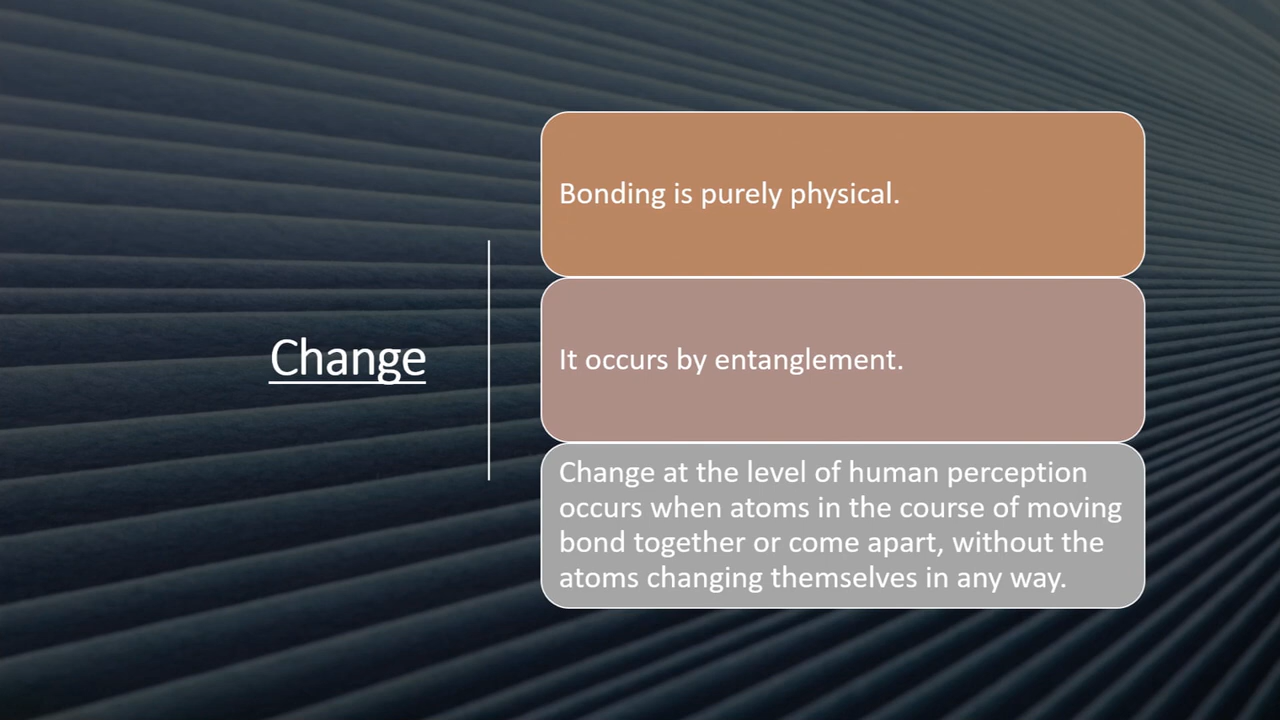 Change
Bonding is purely physical.
It occurs by entanglement.
Change at the level of human perception
occurs when atoms in the course of moving
bond together or come apart, without the
atoms changing themselves in any way.